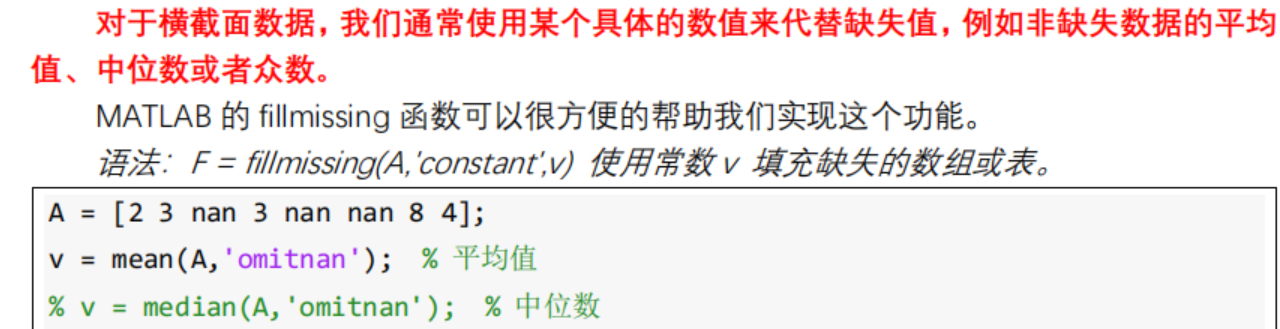 对于横截面数据，我们通常使用某个具体的数值来代替缺失值，例如非缺失数据的平均
值、中位数或者众数。
MATLAB 的 fillmissing 函数可以很方便的帮助我们实现这个功能。
语法：F = fillmissing(A,'constant',v) 使用常数 v 填充缺失的数组或表。
A = [2 3 nan 3 nan nan 8 4];
v = mean(A,'omitnan'); % 平均值
% v = median(A,'omitnan'); % 中位数